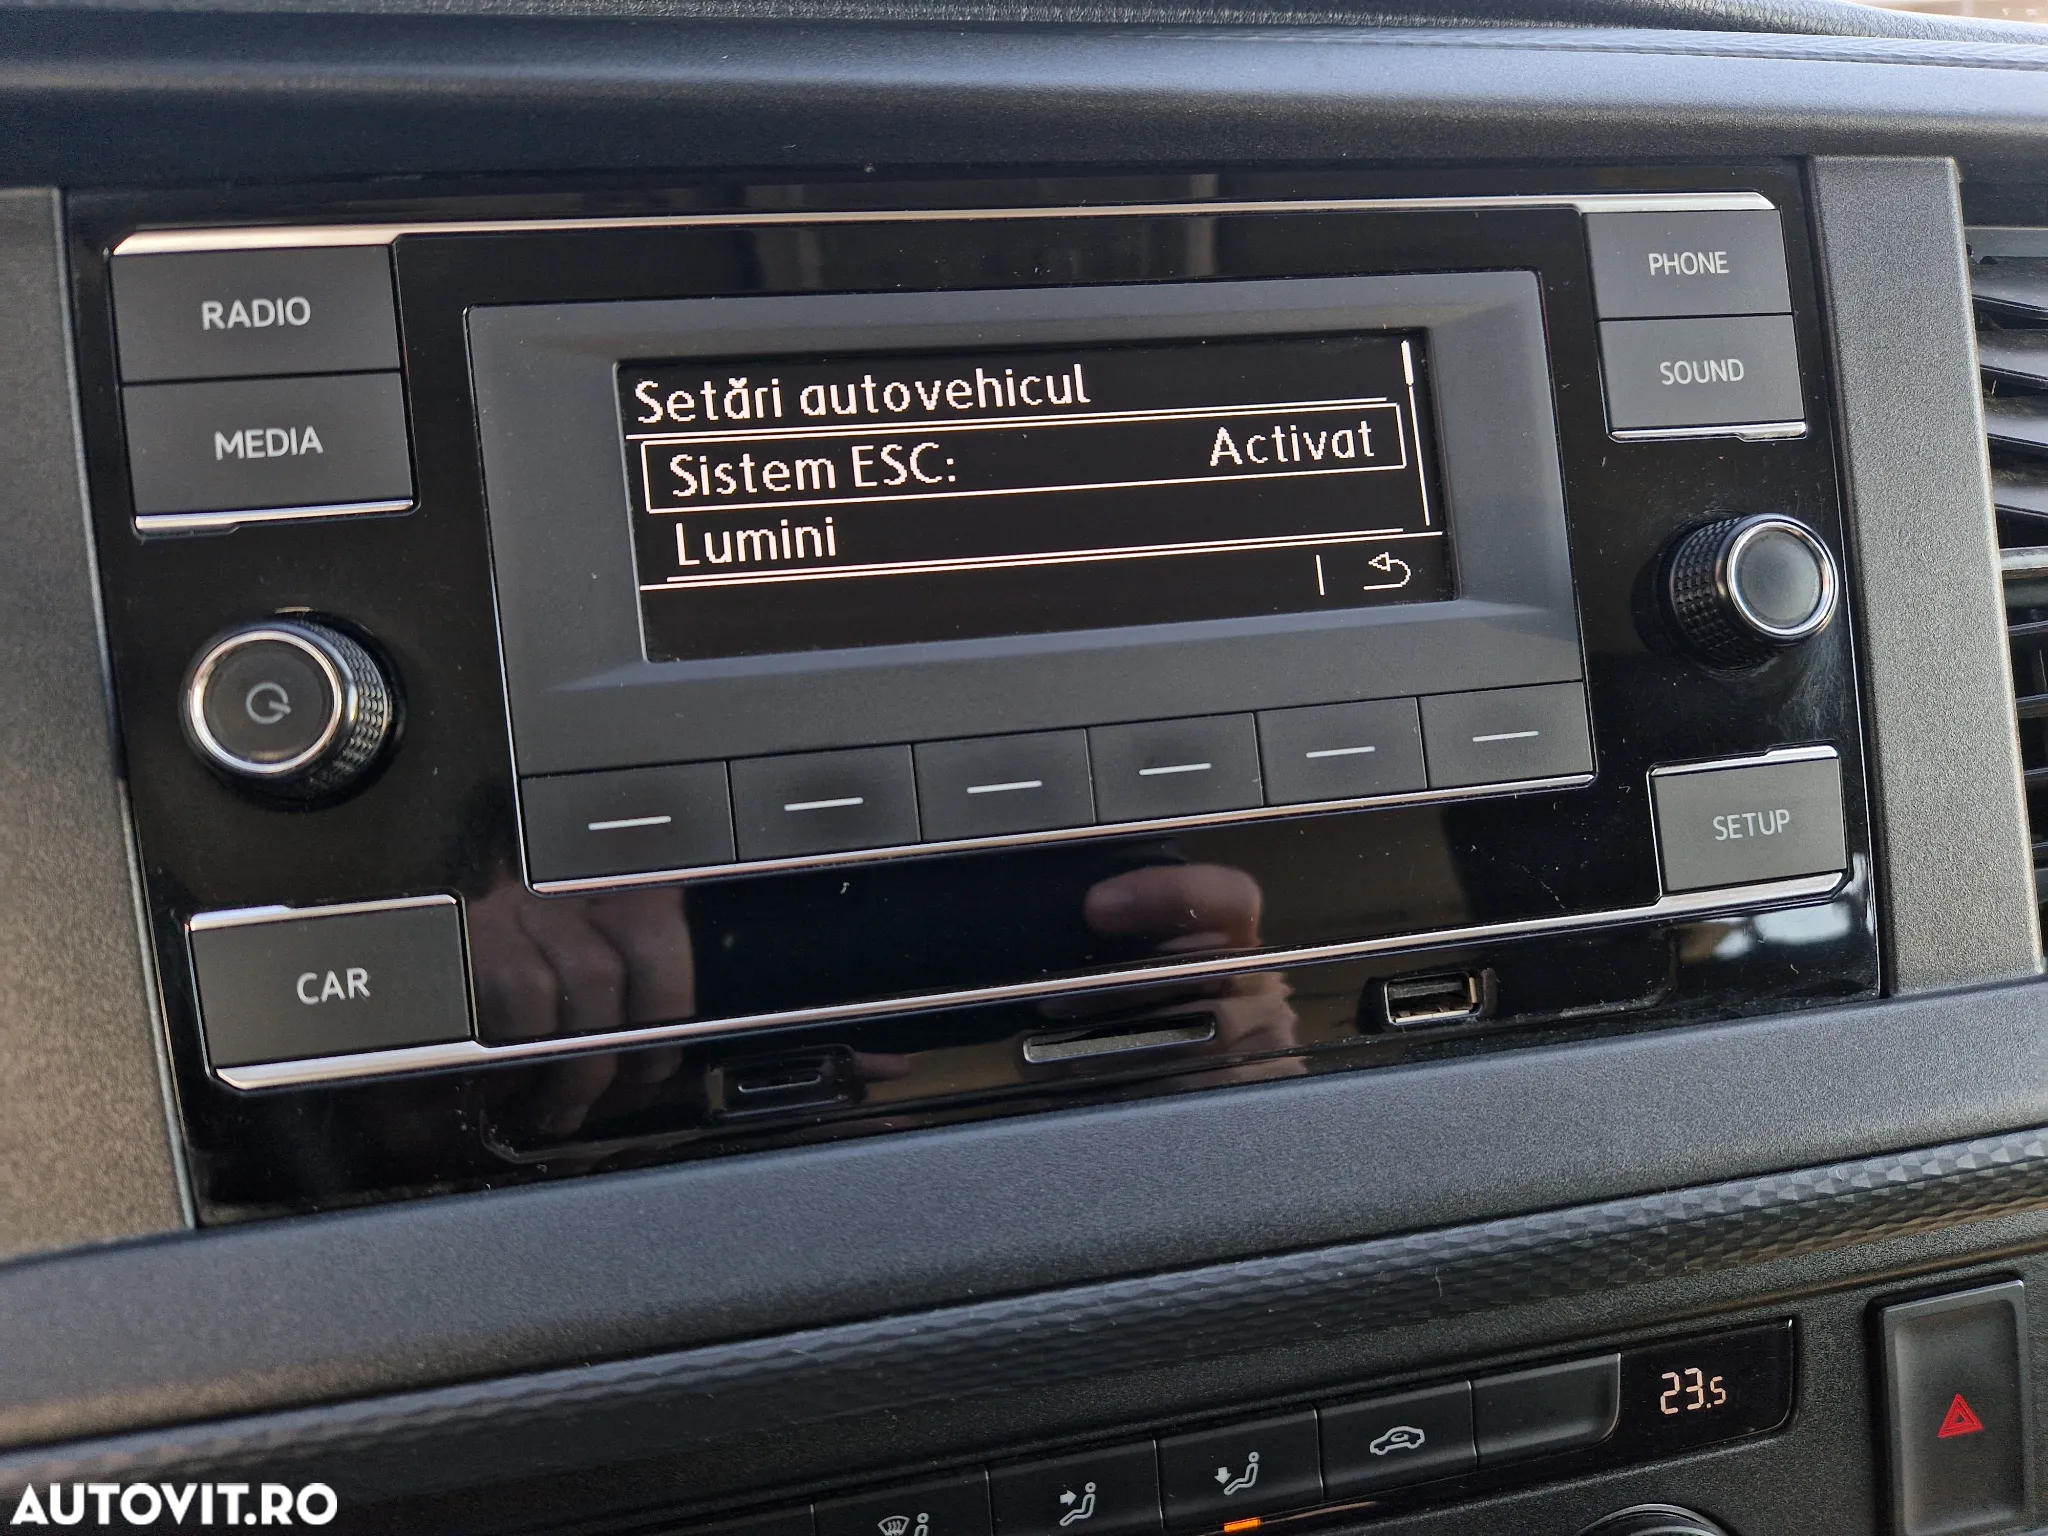 RADIO
MEDIA
CAR
Setări autovehicul
Sistem ESC: Activat
Lumini
PHONE
SOUND
SETUP
23.5
AUTOVIT.RO